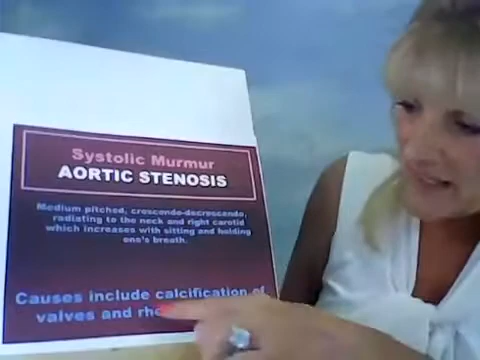 Systolic Murmur
AORTIC STENOSIS
Medium pitched, crescendo-decrescendo,
radiating to the neck and right carotid
which increases with sitting and holding
one's breath.
Causes include calcification of
valves and